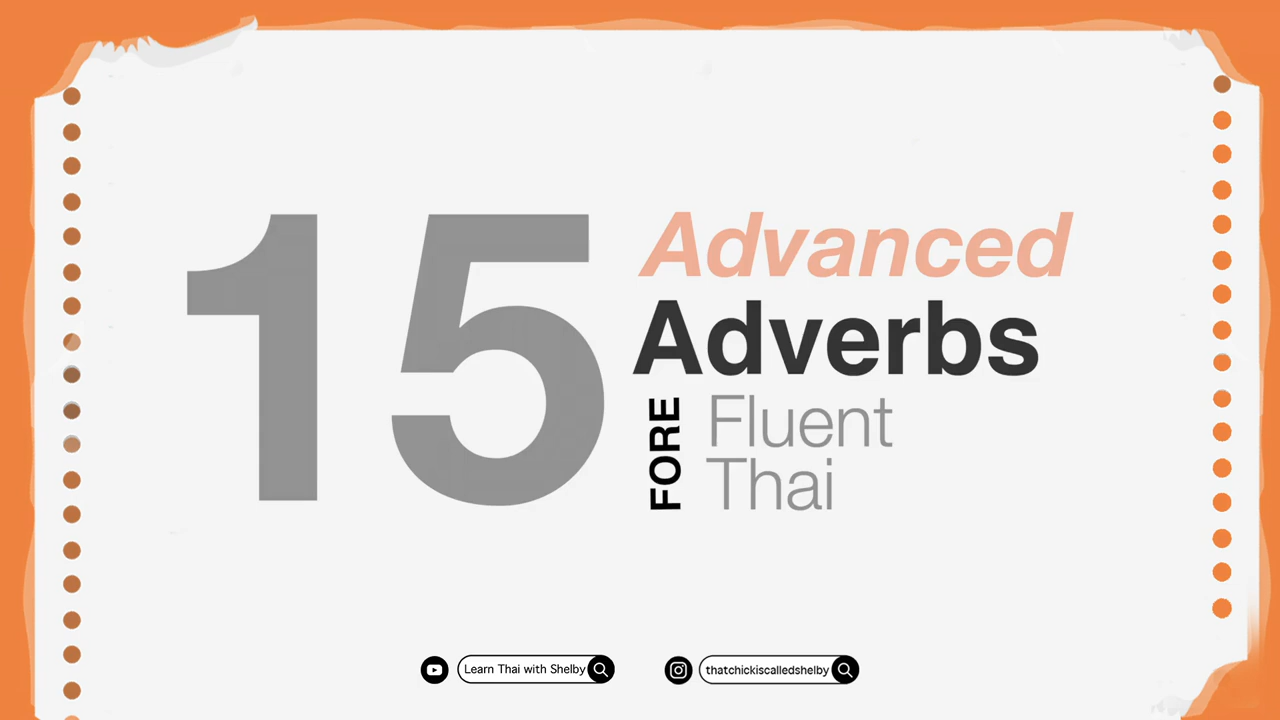 15
Advanced
Adverbs
FORE
Fluent
Thai
Learn Thai with Shelby
thatchickiscalledshelby